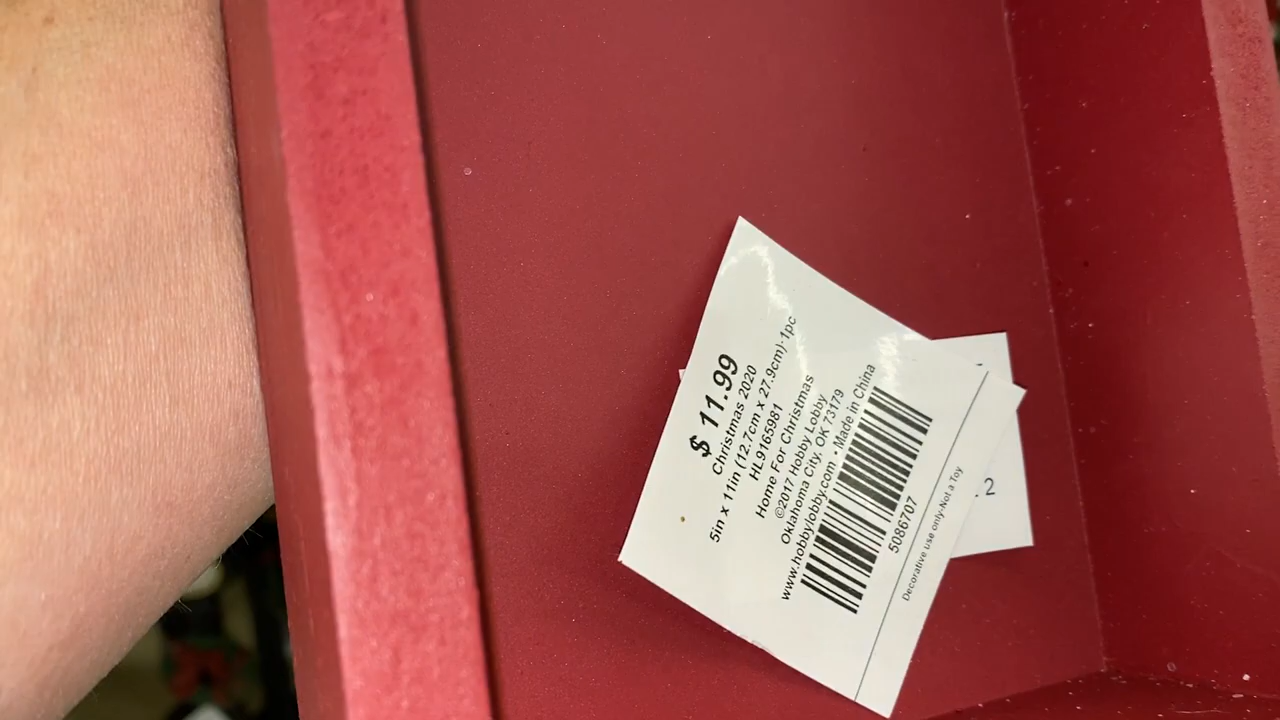 $ 11.99
Christmas 2020
5in x 11in (12.7cm x 27.9cm)·1pc
HL9165981
Home For Christmas
©2017 Hobby Lobby
Oklahoma City, OK 73179
www.hobbylobby.com • Made in China
5086707
Decorative use only-Not a Toy
.2